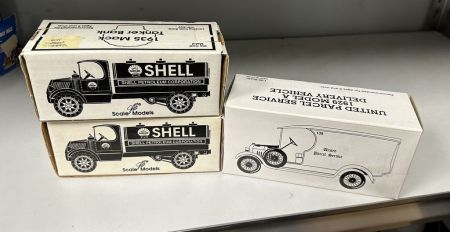 1935 Mack
Tanker Bank
SHELL
SHELL PETROLEUM CORPORATION
Scale Models
SHELL
SHELL PETROLEUM CORPORATION
Scale Models
UNITED PARCEL SERVICE
1920 MODEL A
DELIVERY VEHICLE
United
Parcel Service